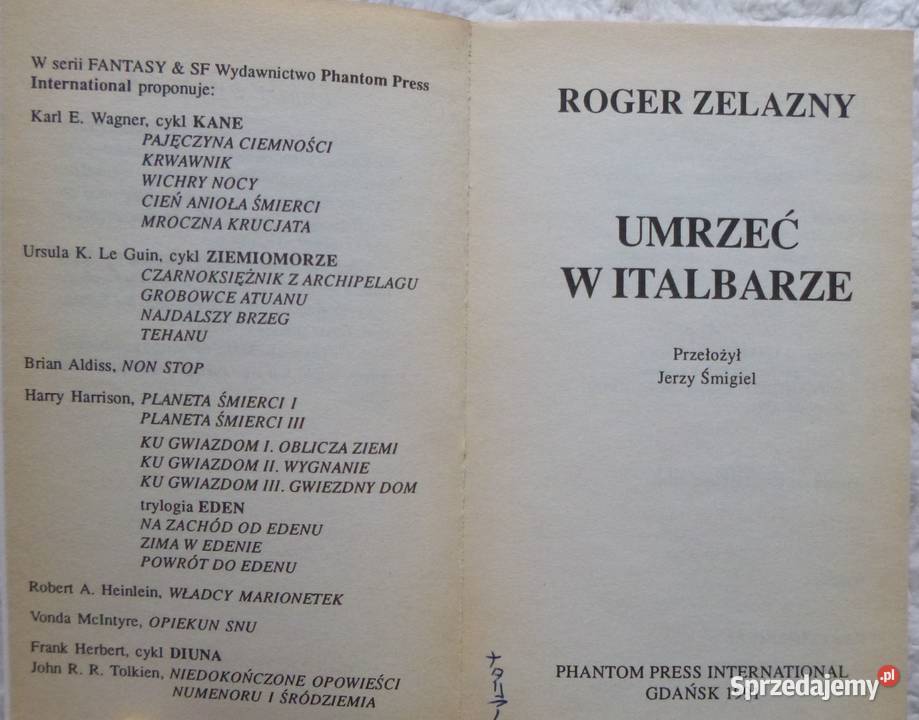 W serii FANTASY & SF Wydawnictwo Phantom Press
International proponuje:
Karl E. Wagner, cykl KANE
PAJĘCZYNA CIEMNOŚCI
KRWAWNIK
WICHRY NOCY
CIEŃ ANIOŁA ŚMIERCI
MROCZNA KRUCJATA
Ursula K. Le Guin, cykl ZIEMIOMORZE
CZARNOKSIĘŻNIK Z ARCHIPELAGU
GROBOWCE ATUANU
NAJDALSZY BRZEG
TEHANU
Brian Aldiss, NON STOP
Harry Harrison, PLANETA ŚMIERCI I
PLANETA ŚMIERCI III
KU GWIAZDOM I. OBLICZA ZIEMI
KU GWIAZDOM II. WYGNANIE
KU GWIAZDOM III. GWIEZDNY DOM
trylogia EDEN
NA ZACHÓD OD EDENU
ZIMA W EDENIE
POWRÓT DO EDENU
Robert A. Heinlein, WŁADCY MARIONETEK
Vonda McIntyre, OPIEKUN SNU
Frank Herbert, cykl DIUNA
John R. R. Tolkien, NIEDOKOŃCZONE OPOWIEŚCI
NUMENORU I ŚRÓDZIEMIA
ROGER ZELAZNY
UMRZEĆ
W ITALBARZE
Przełożył
Jerzy Śmigiel
PHANTOM PRESS INTERNATIONAL
GDAŃSK
Sprzedajemy.pl